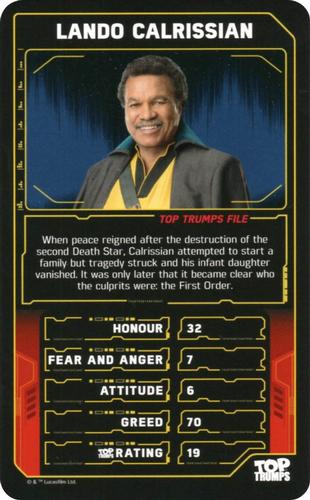 LANDO CALRISSIAN
TOP TRUMPS FILE
When peace reigned after the destruction of the
second Death Star, Calrissian attempted to start a
family but tragedy struck and his infant daughter
vanished. It was only later that it became clear who
the culprits were: the First Order.
HONOUR 32
FEAR AND ANGER 7
ATTITUDE 6
GREED 70
TOP TRUMPS RATING 19
© & ™ Lucasfilm Ltd.
TOP
TRUMPS